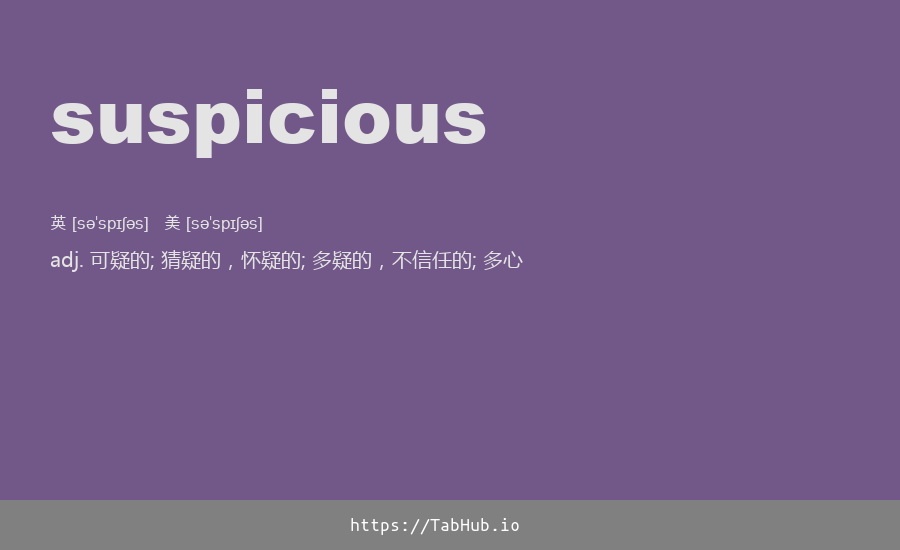 suspicious
英 [səˈspɪʃəs] 美 [səˈspɪʃəs]
adj. 可疑的; 猜疑的，怀疑的; 多疑的，不信任的; 多心
https://TabHub.io